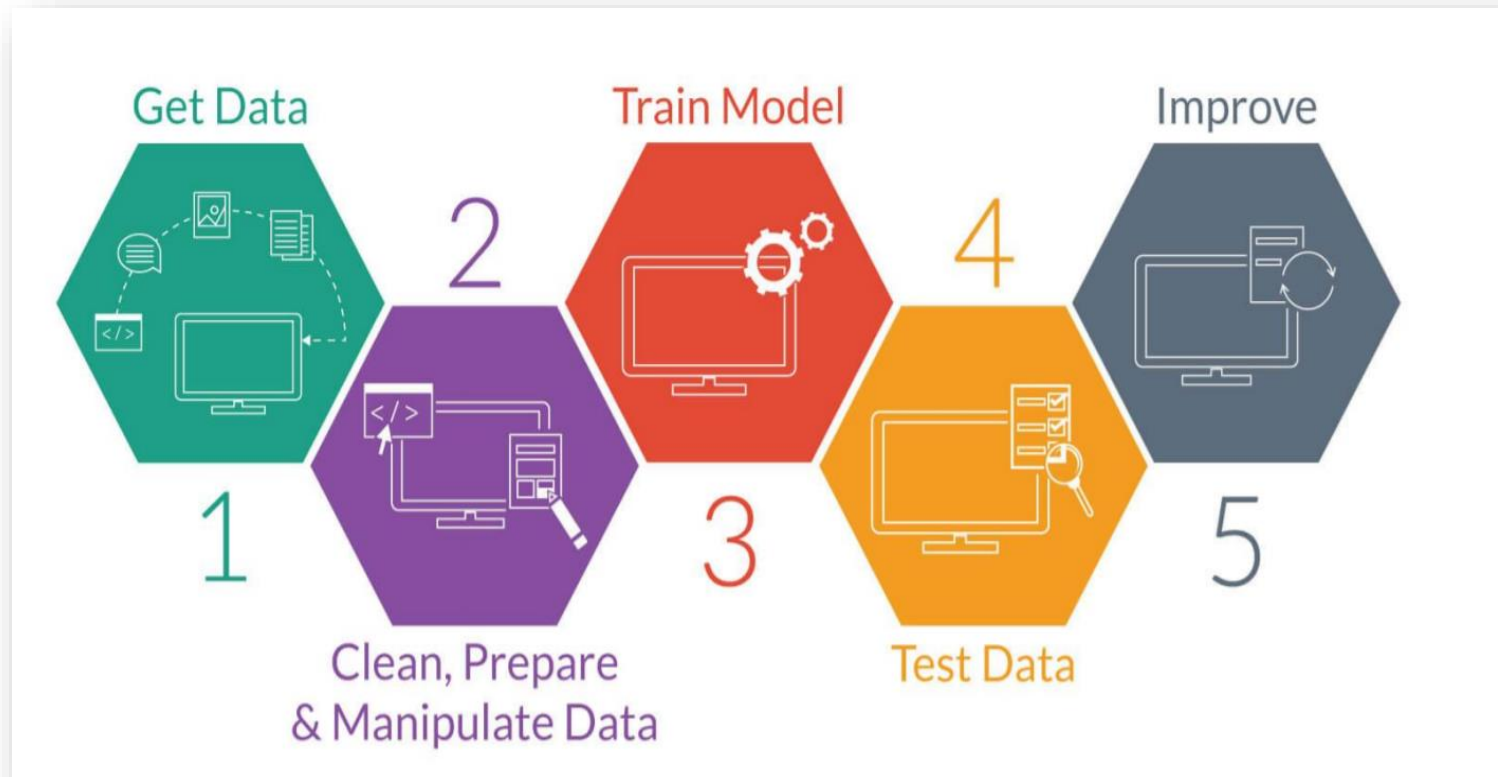 Get Data
1
2
Clean, Prepare
& Manipulate Data
Train Model
3
4
Test Data
Improve
5
</>
</>